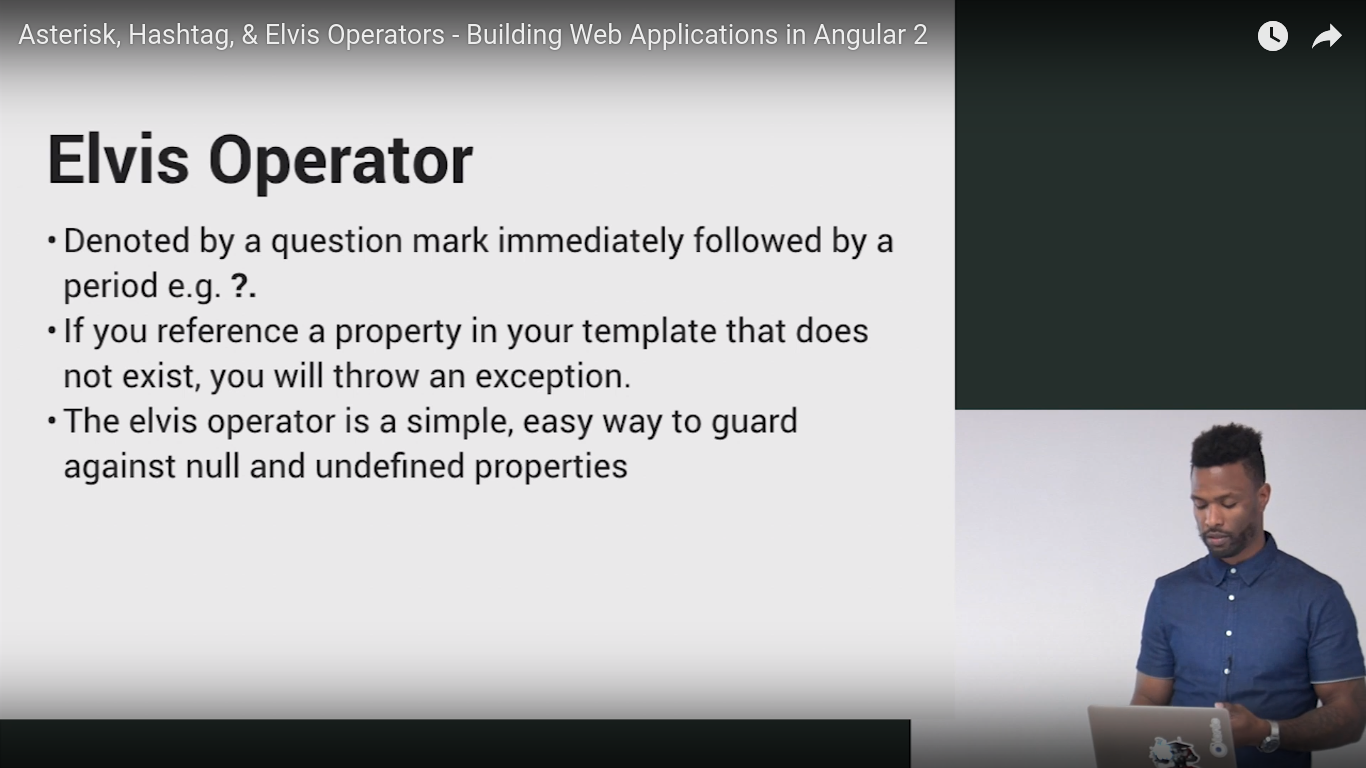 Asterisk, Hashtag, & Elvis Operators - Building Web Applications in Angular 2
Elvis Operator
• Denoted by a question mark immediately followed by a
period e.g. ?.
• If you reference a property in your template that does
not exist, you will throw an exception.
• The elvis operator is a simple, easy way to guard
against null and undefined properties